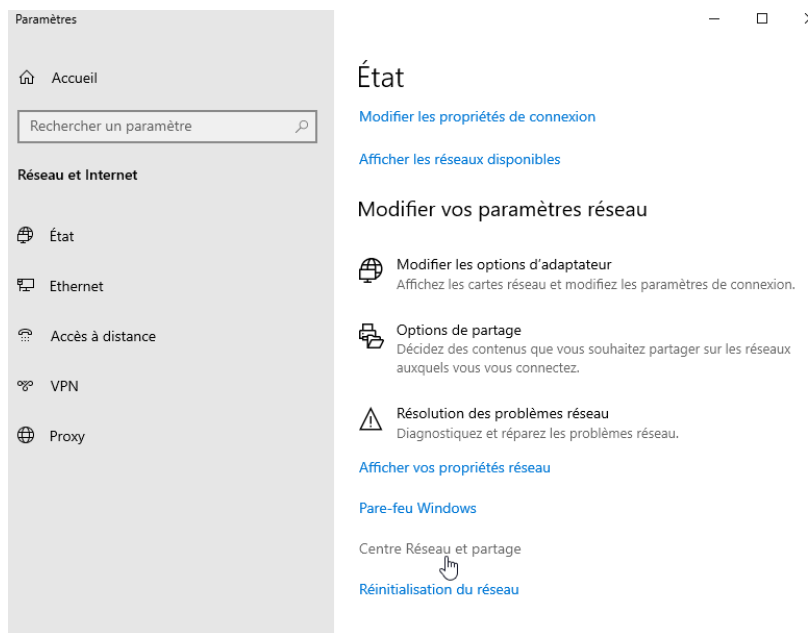 Paramètres
Accueil
Rechercher un paramètre
Réseau et Internet
État
Ethernet
Accès à distance
VPN
Proxy
État
Modifier les propriétés de connexion
Afficher les réseaux disponibles
Modifier vos paramètres réseau
Modifier les options d'adaptateur
Affichez les cartes réseau et modifiez les paramètres de connexion.
Options de partage
Décidez des contenus que vous souhaitez partager sur les réseaux
auxquels vous vous connectez.
Résolution des problèmes réseau
Diagnostiquez et réparez les problèmes réseau.
Afficher vos propriétés réseau
Pare-feu Windows
Centre Réseau et partage
Réinitialisation du réseau